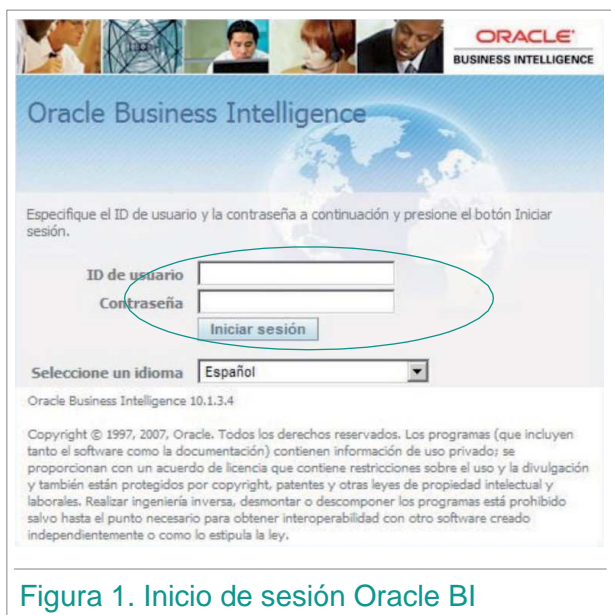 ORACLE
BUSINESS INTELLIGENCE
Oracle Business Intelligence
Especifique el ID de usuario y la contraseña a continuación y presione el botón Iniciar
sesión.
ID de usuario
Contraseña
Iniciar sesión
Seleccione un idioma Español
Oracle Business Intelligence 10.1.3.4
Copyright © 1997, 2007, Oracle. Todos los derechos reservados. Los programas (que incluyen
tanto el software como la documentación) contienen información de uso privado; se
proporcionan con un acuerdo de licencia que contiene restricciones sobre el uso y la divulgación
y también están protegidos por copyright, patentes y otras leyes de propiedad intelectual y
laborales. Realizar ingeniería inversa, desmontar o descomponer los programas está prohibido
salvo hasta el punto necesario para obtener interoperabilidad con otro software creado
independientemente o como lo estipula la ley.
Figura 1. Inicio de sesión Oracle BI